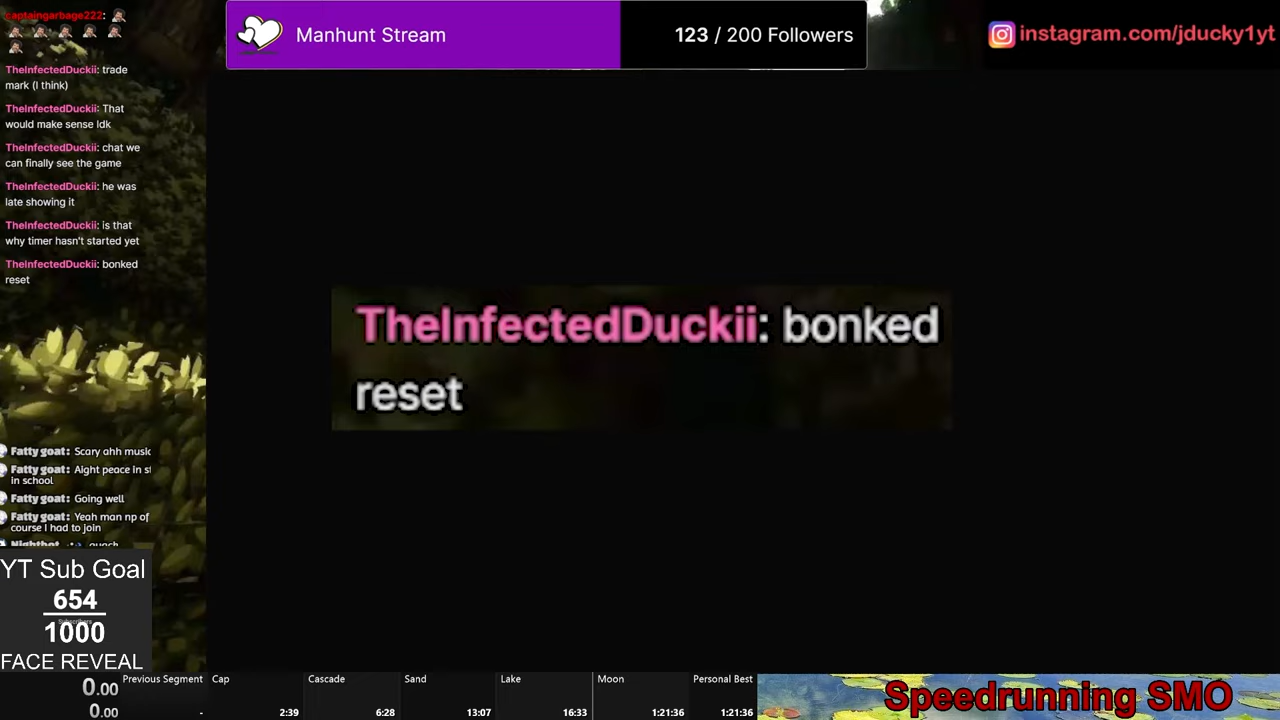 captaingarbage222:
TheInfectedDuckii: trade
mark (I think)
TheInfectedDuckii: That
would make sense Idk
TheInfectedDuckii: chat we
can finally see the game
TheInfectedDuckii: he was
late showing it
TheInfectedDuckii: is that
why timer hasn't started yet
TheInfectedDuckii: bonked
reset
Manhunt Stream
123 / 200 Followers
instagram.com/jducky1yt
TheInfectedDuckii: bonked
reset
Fatty goat: Scary ahh music
Fatty goat: Aight peace in st
in school
Fatty goat: Going well
Fatty goat: Yeah man np of
course I had to join
YT Sub Goal
654
Subscribers
1000
FACE REVEAL
0.00
0.00
Previous Segment
-
Cap
2:39
Cascade
6:28
Sand
13:07
Lake
16:33
Moon
1:21:36
Personal Best
1:21:36
Speedrunning SMO